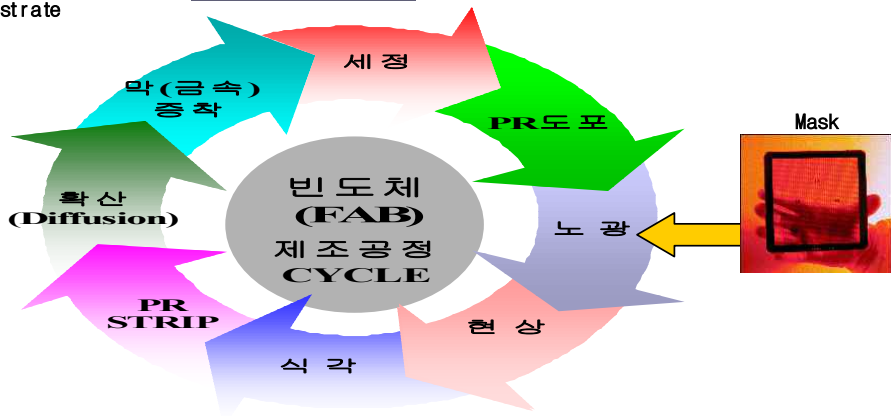 strate
세정
막(금속)
증착
PR도포
Mask
확산
(Diffusion)
빈도체
(FAB)
제조공정
CYCLE
노 광
PR
STRIP
현 상
식 각